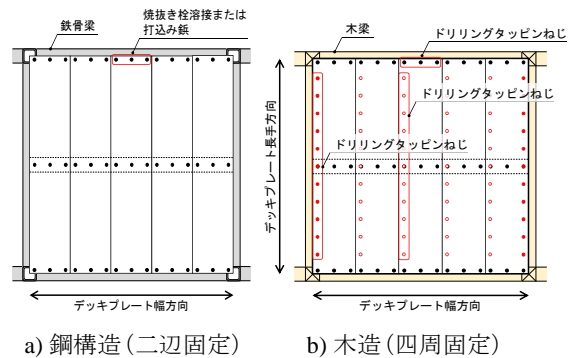 鉄骨梁
焼抜き栓溶接または
打込み鋲
デッキプレート幅方向
a) 鋼構造(二辺固定)
木梁
ドリリングタッピンねじ
ドリリングタッピンねじ
ドリリングタッピンねじ
デッキプレート長手方向
デッキプレート幅方向
b) 木造(四周固定)